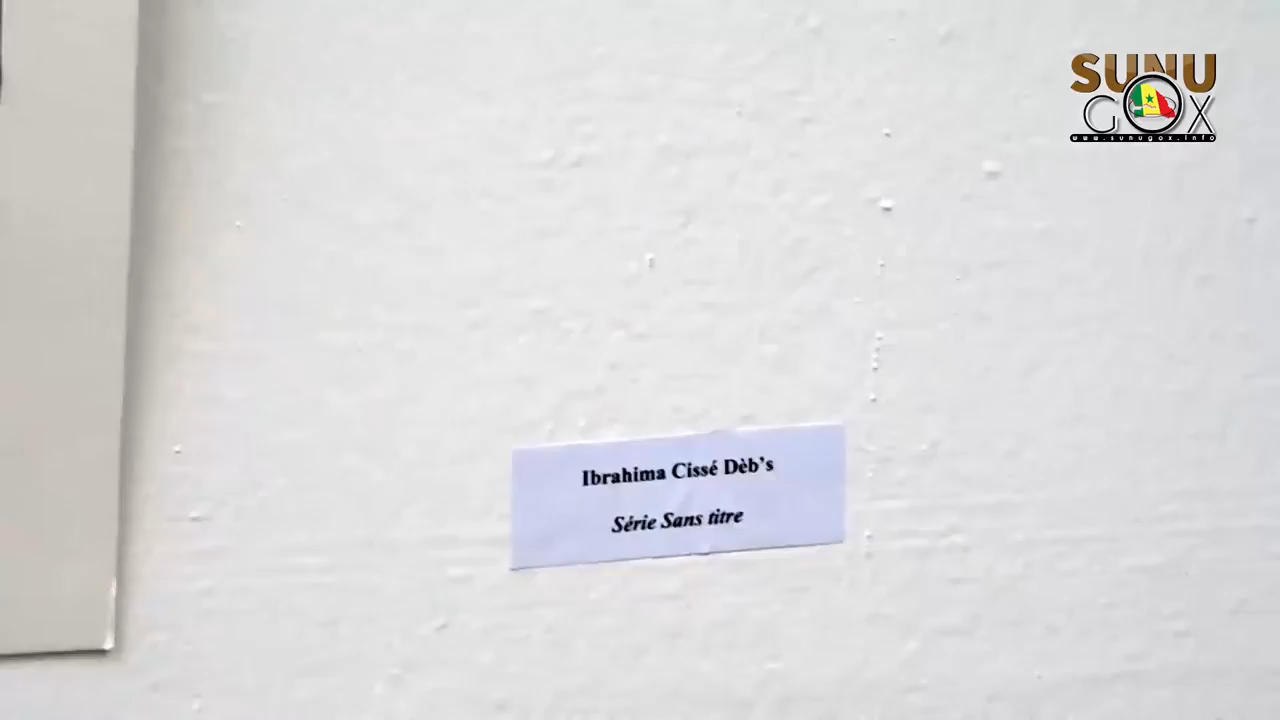 SUNU
GOX
www.sunugox.info
Ibrahima Cissé Dèb's
Série Sans titre